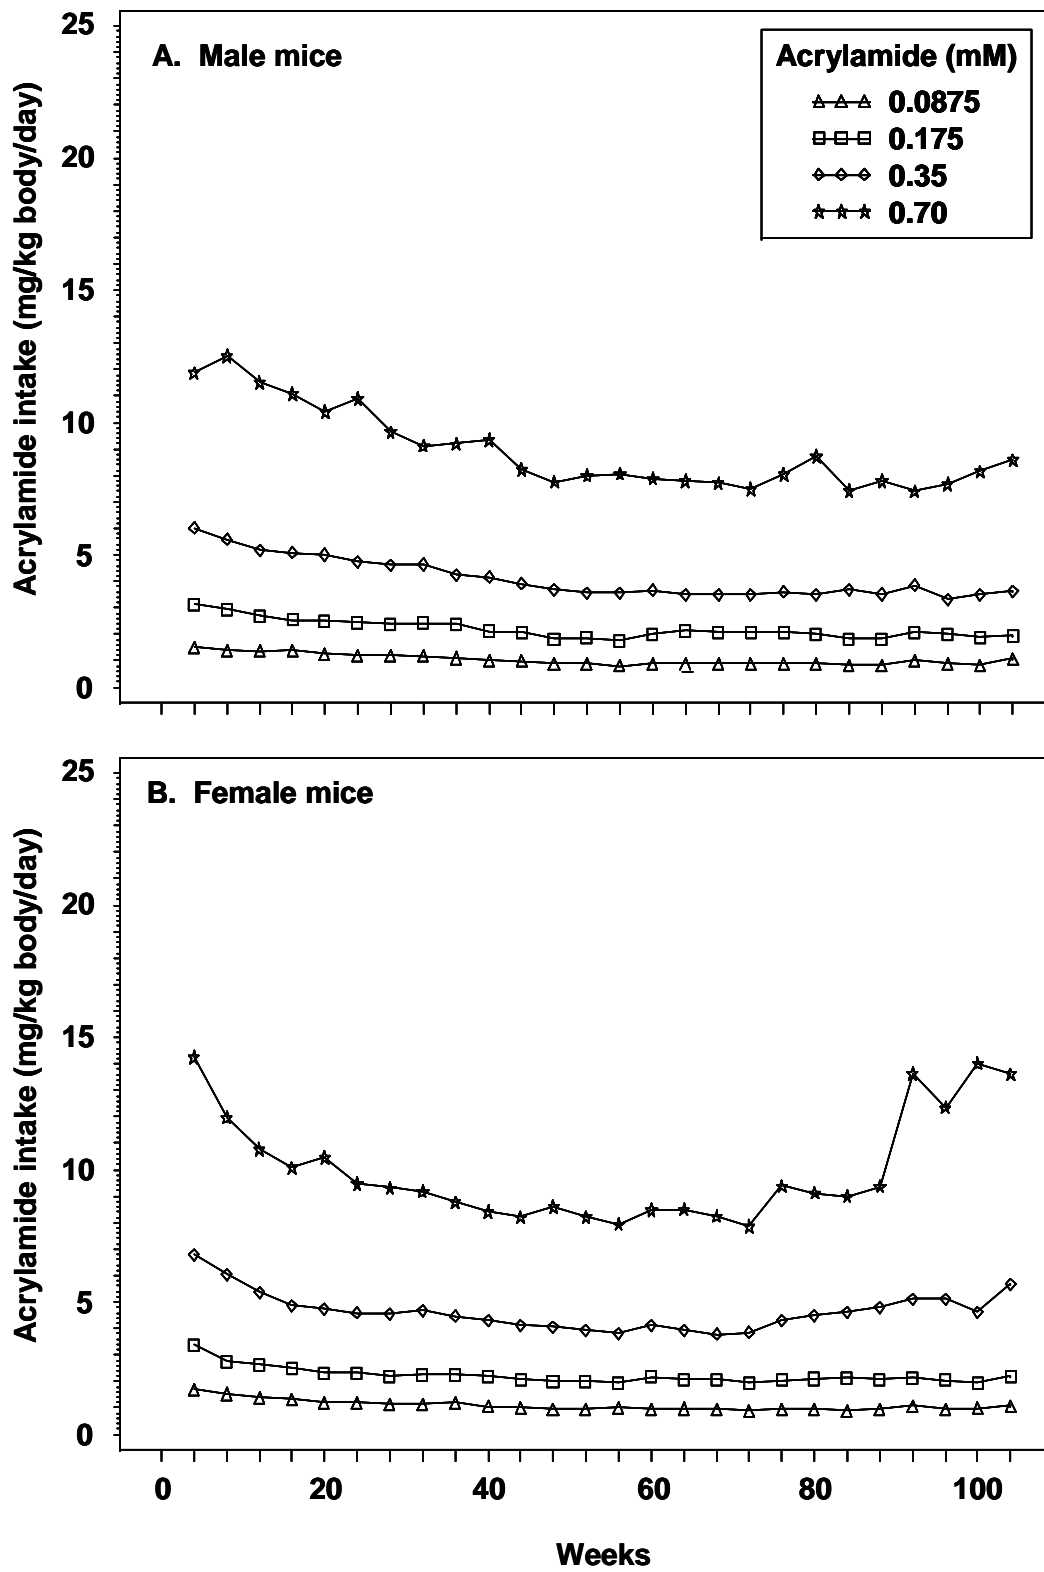 A. Male mice
Acrylamide (mM)
0.0875
0.175
0.35
0.70
Acrylamide intake (mg/kg body/day)
25
20
15
10
5
0
B. Female mice
Acrylamide intake (mg/kg body/day)
25
20
15
10
5
0
0 20 40 60 80 100
Weeks